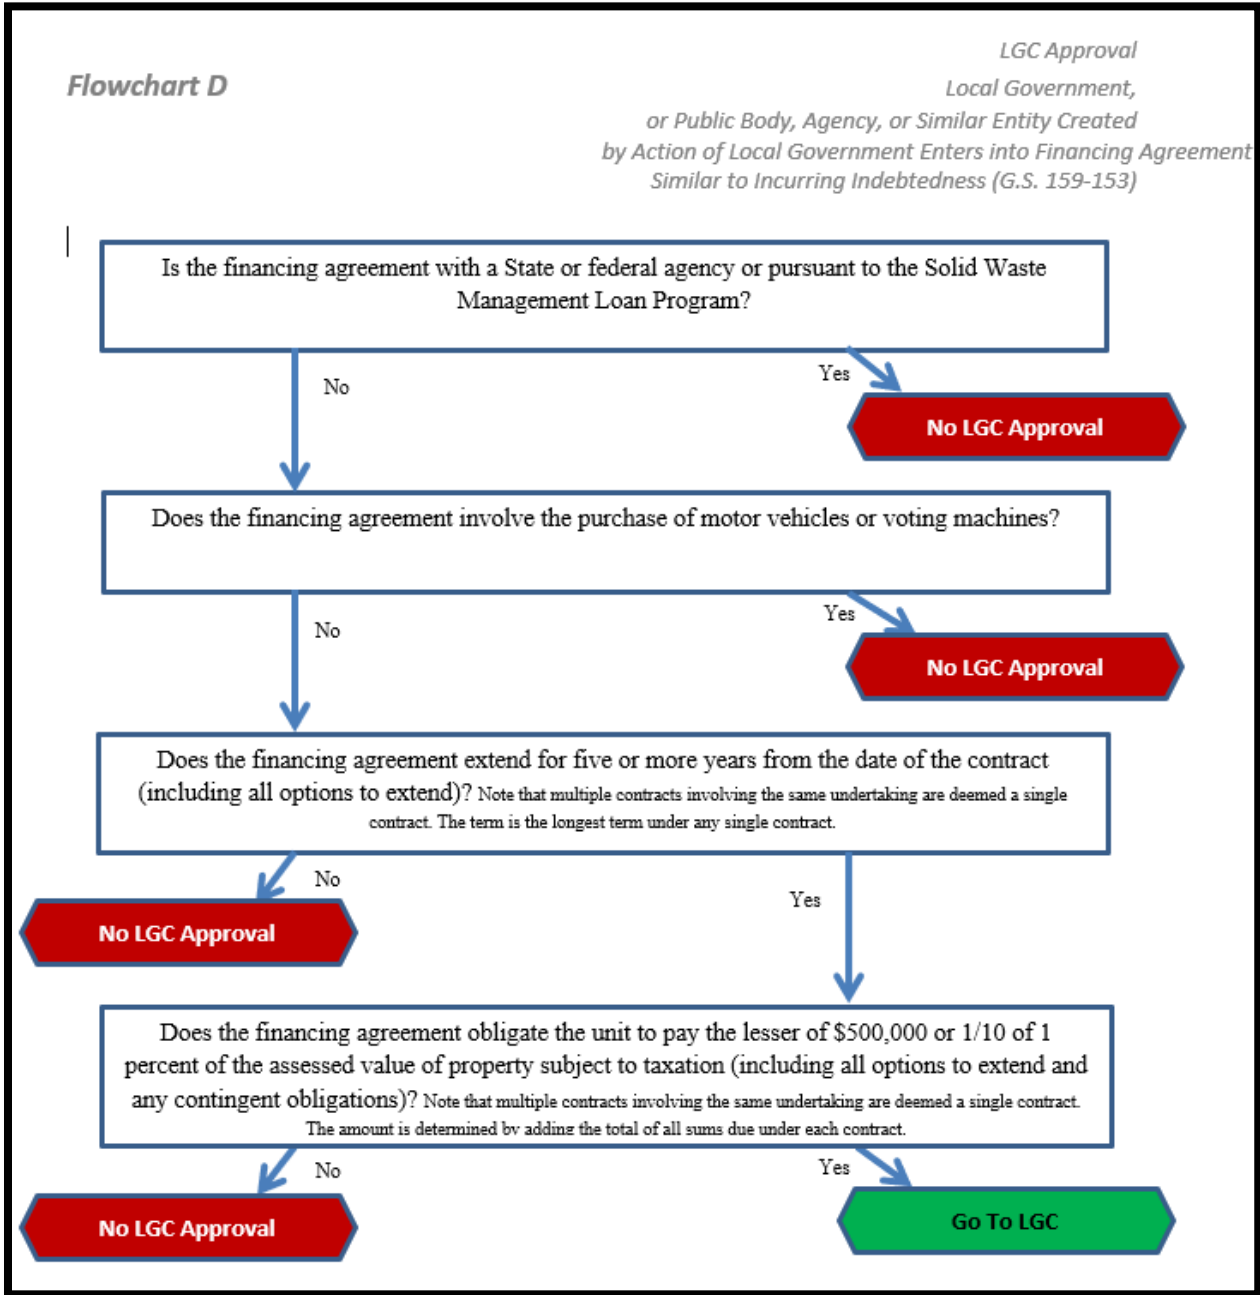 LGC Approval
Flowchart D
Local Government,
or Public Body, Agency, or Similar Entity Created
by Action of Local Government Enters into Financing Agreement
Similar to Incurring Indebtedness (G.S. 159-153)
Is the financing agreement with a State or federal agency or pursuant to the Solid Waste
Management Loan Program?
No
Yes
No LGC Approval
Does the financing agreement involve the purchase of motor vehicles or voting machines?
No
Yes
No LGC Approval
Does the financing agreement extend for five or more years from the date of the contract
(including all options to extend)? Note that multiple contracts involving the same undertaking are deemed a single
contract. The term is the longest term under any single contract.
No
Yes
No LGC Approval
Does the financing agreement obligate the unit to pay the lesser of $500,000 or 1/10 of 1
percent of the assessed value of property subject to taxation (including all options to extend and
any contingent obligations)? Note that multiple contracts involving the same undertaking are deemed a single contract.
The amount is determined by adding the total of all sums due under each contract.
No
Yes
No LGC Approval
Go To LGC